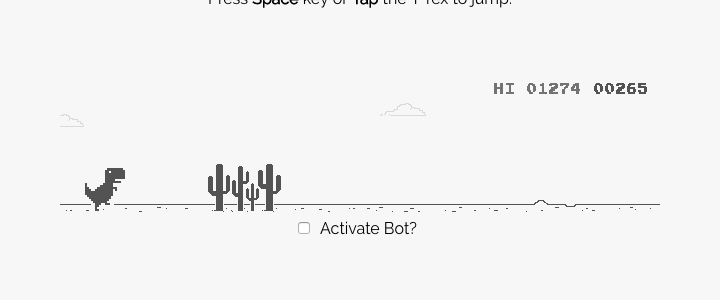 Press Space key or Tap the T-rex to jump.
HI 01274 00265
Activate Bot?